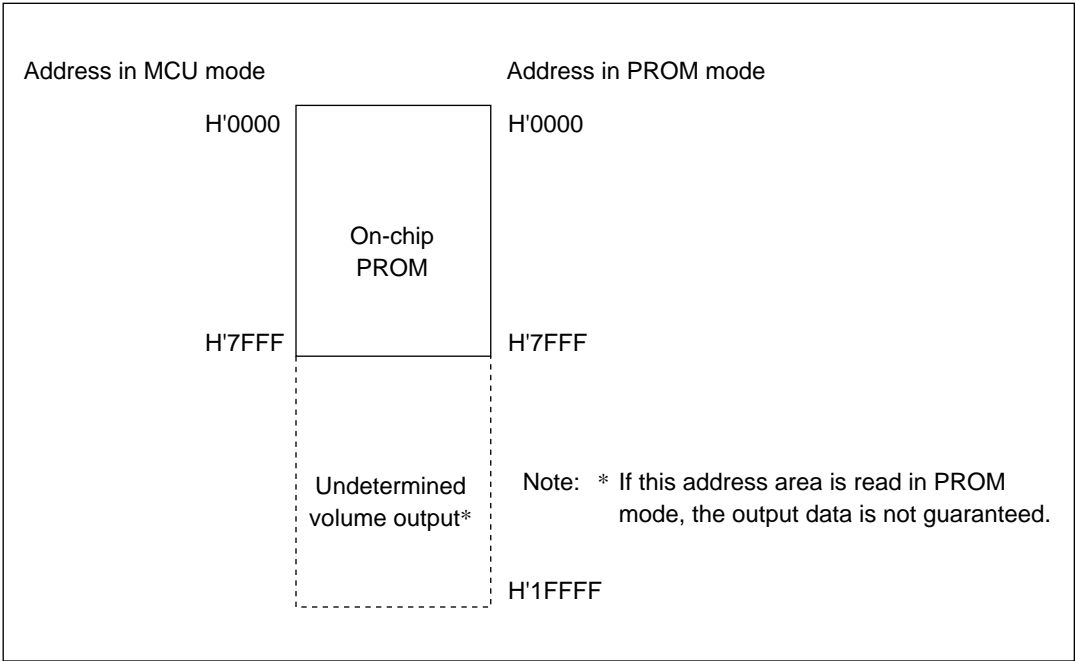 Address in MCU mode
Address in PROM mode
H'0000
H'0000
On-chip
PROM
H'7FFF
H'7FFF
Undetermined
volume output*
Note: * If this address area is read in PROM
mode, the output data is not guaranteed.
H'1FFFF